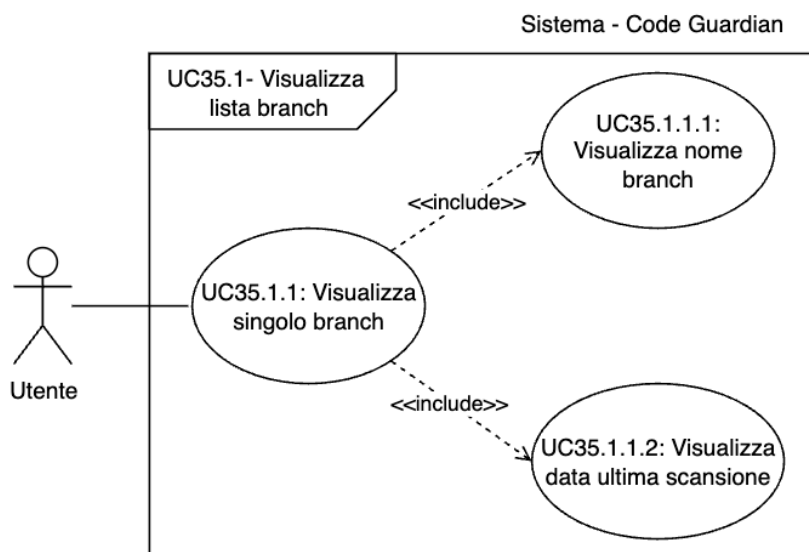 Sistema - Code Guardian
UC35.1- Visualizza
lista branch
UC35.1.1.1:
Visualizza nome
branch
<<include>>
UC35.1.1: Visualizza
singolo branch
Utente
<<include>>
UC35.1.1.2: Visualizza
data ultima scansione